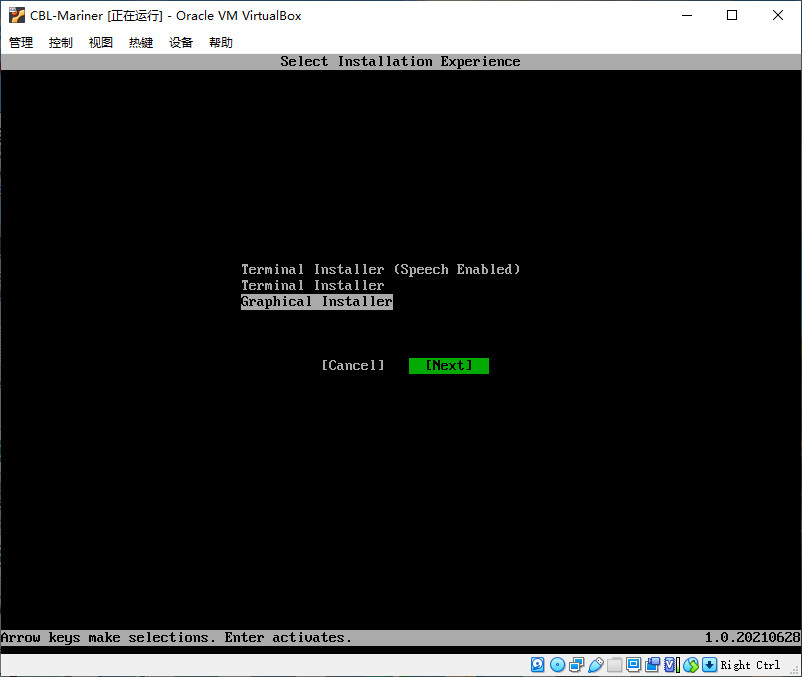 CBL-Mariner [正在运行] - Oracle VM VirtualBox
管理 控制 视图 热键 设备 帮助
Select Installation Experience
Terminal Installer (Speech Enabled)
Terminal Installer
Graphical Installer
[Cancel] [Next]
Arrow keys make selections. Enter activates. 1.0.20210628
Right Ctrl